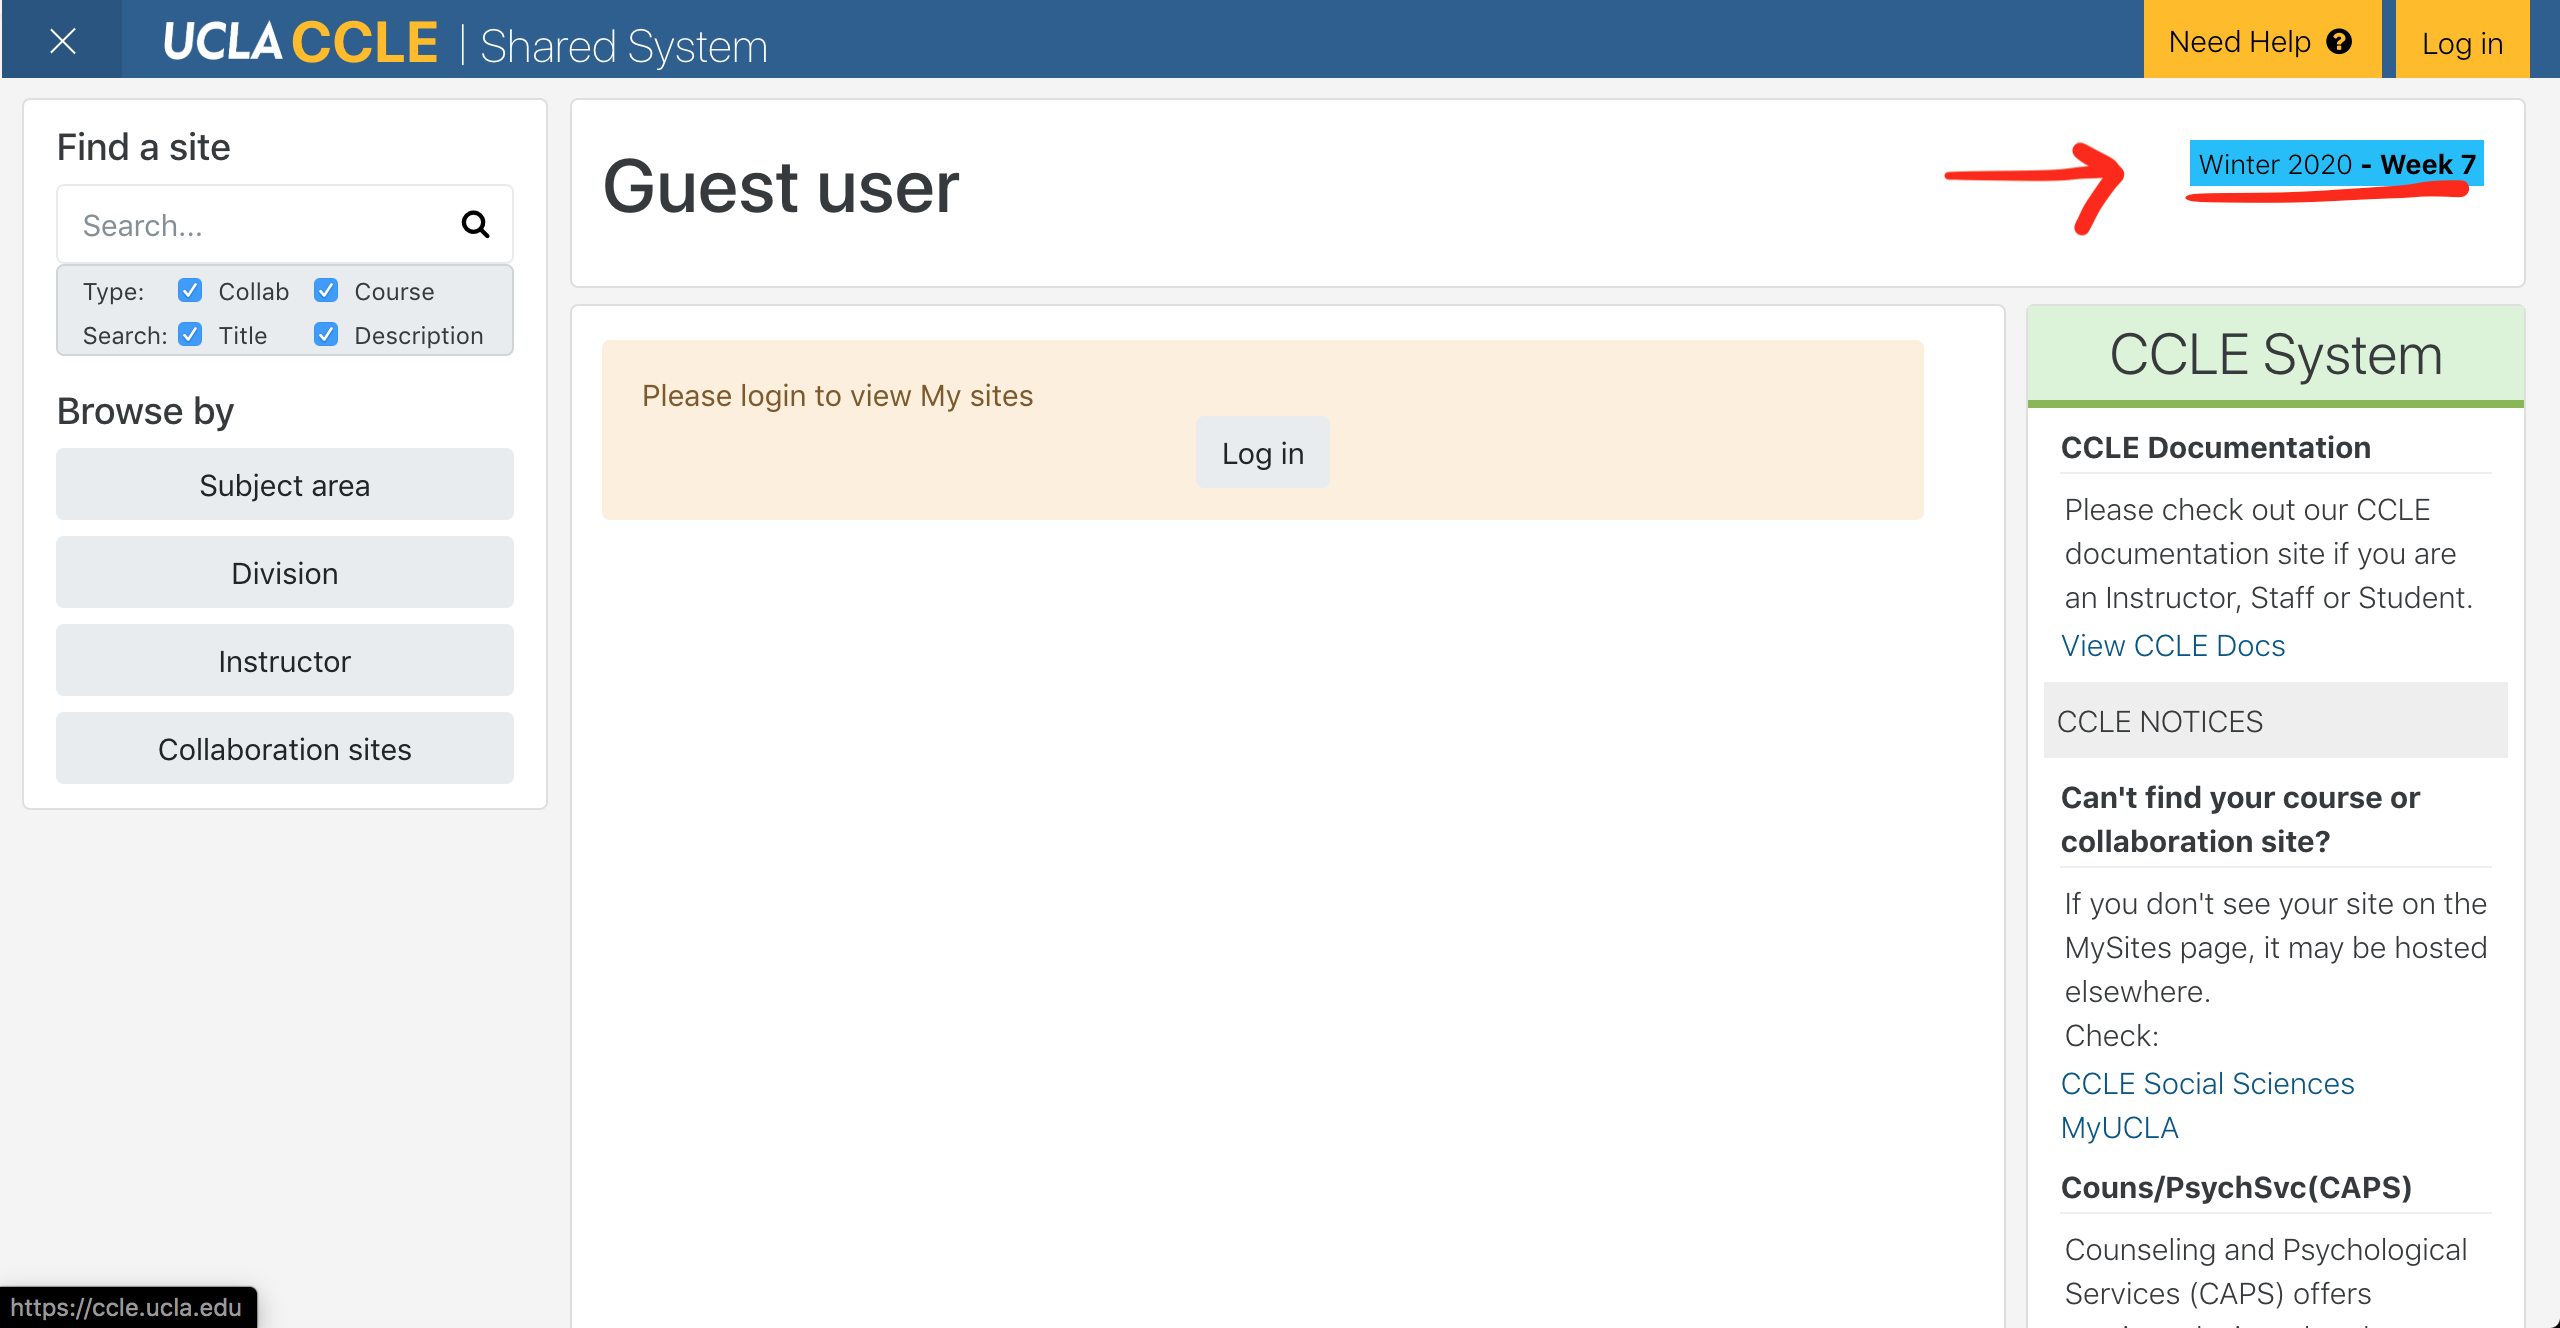 UCLA CCLE | Shared System
Need Help ?
Log in
Find a site
Search...
Type: Collab Course
Search: Title Description
Browse by
Subject area
Division
Instructor
Collaboration sites
Guest user
Winter 2020 - Week 7
Please login to view My sites
Log in
CCLE System
CCLE Documentation
Please check out our CCLE
documentation site if you are
an Instructor, Staff or Student.
View CCLE Docs
CCLE NOTICES
Can't find your course or
collaboration site?
If you don't see your site on the
MySites page, it may be hosted
elsewhere.
Check:
CCLE Social Sciences
MyUCLA
Couns/PsychSvc(CAPS)
Counseling and Psychological
Services (CAPS) offers
https://ccle.ucla.edu